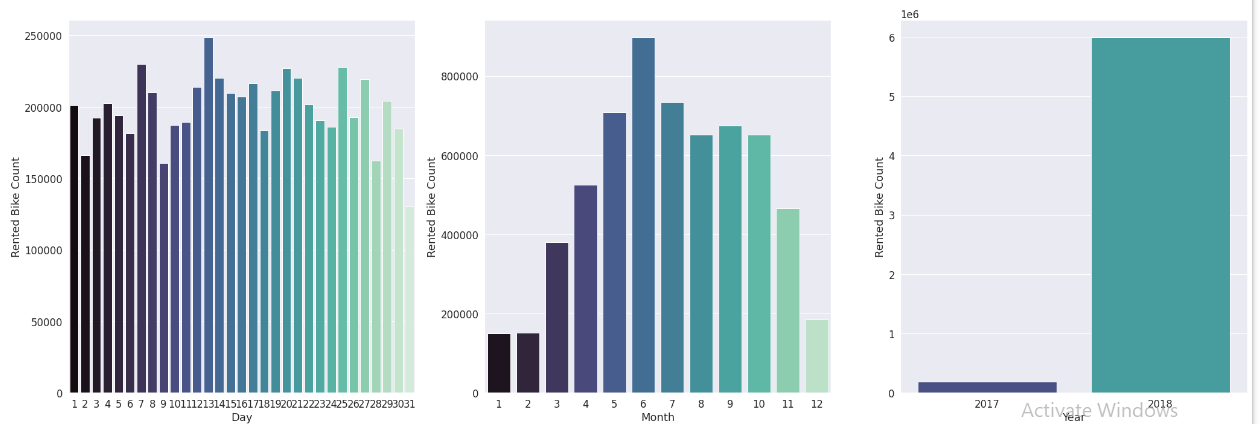 Rented Bike Count
250000
200000
150000
100000
50000
0
1 2 3 4 5 6 7 8 9 10 11 12 13 14 15 16 17 18 19 20 21 22 23 24 25 26 27 28 29 30 31
Day
Rented Bike Count
800000
600000
400000
200000
0
1 2 3 4 5 6 7 8 9 10 11 12
Month
1e6
Rented Bike Count
6
5
4
3
2
1
0
2017 2018
Year
Activate Windows